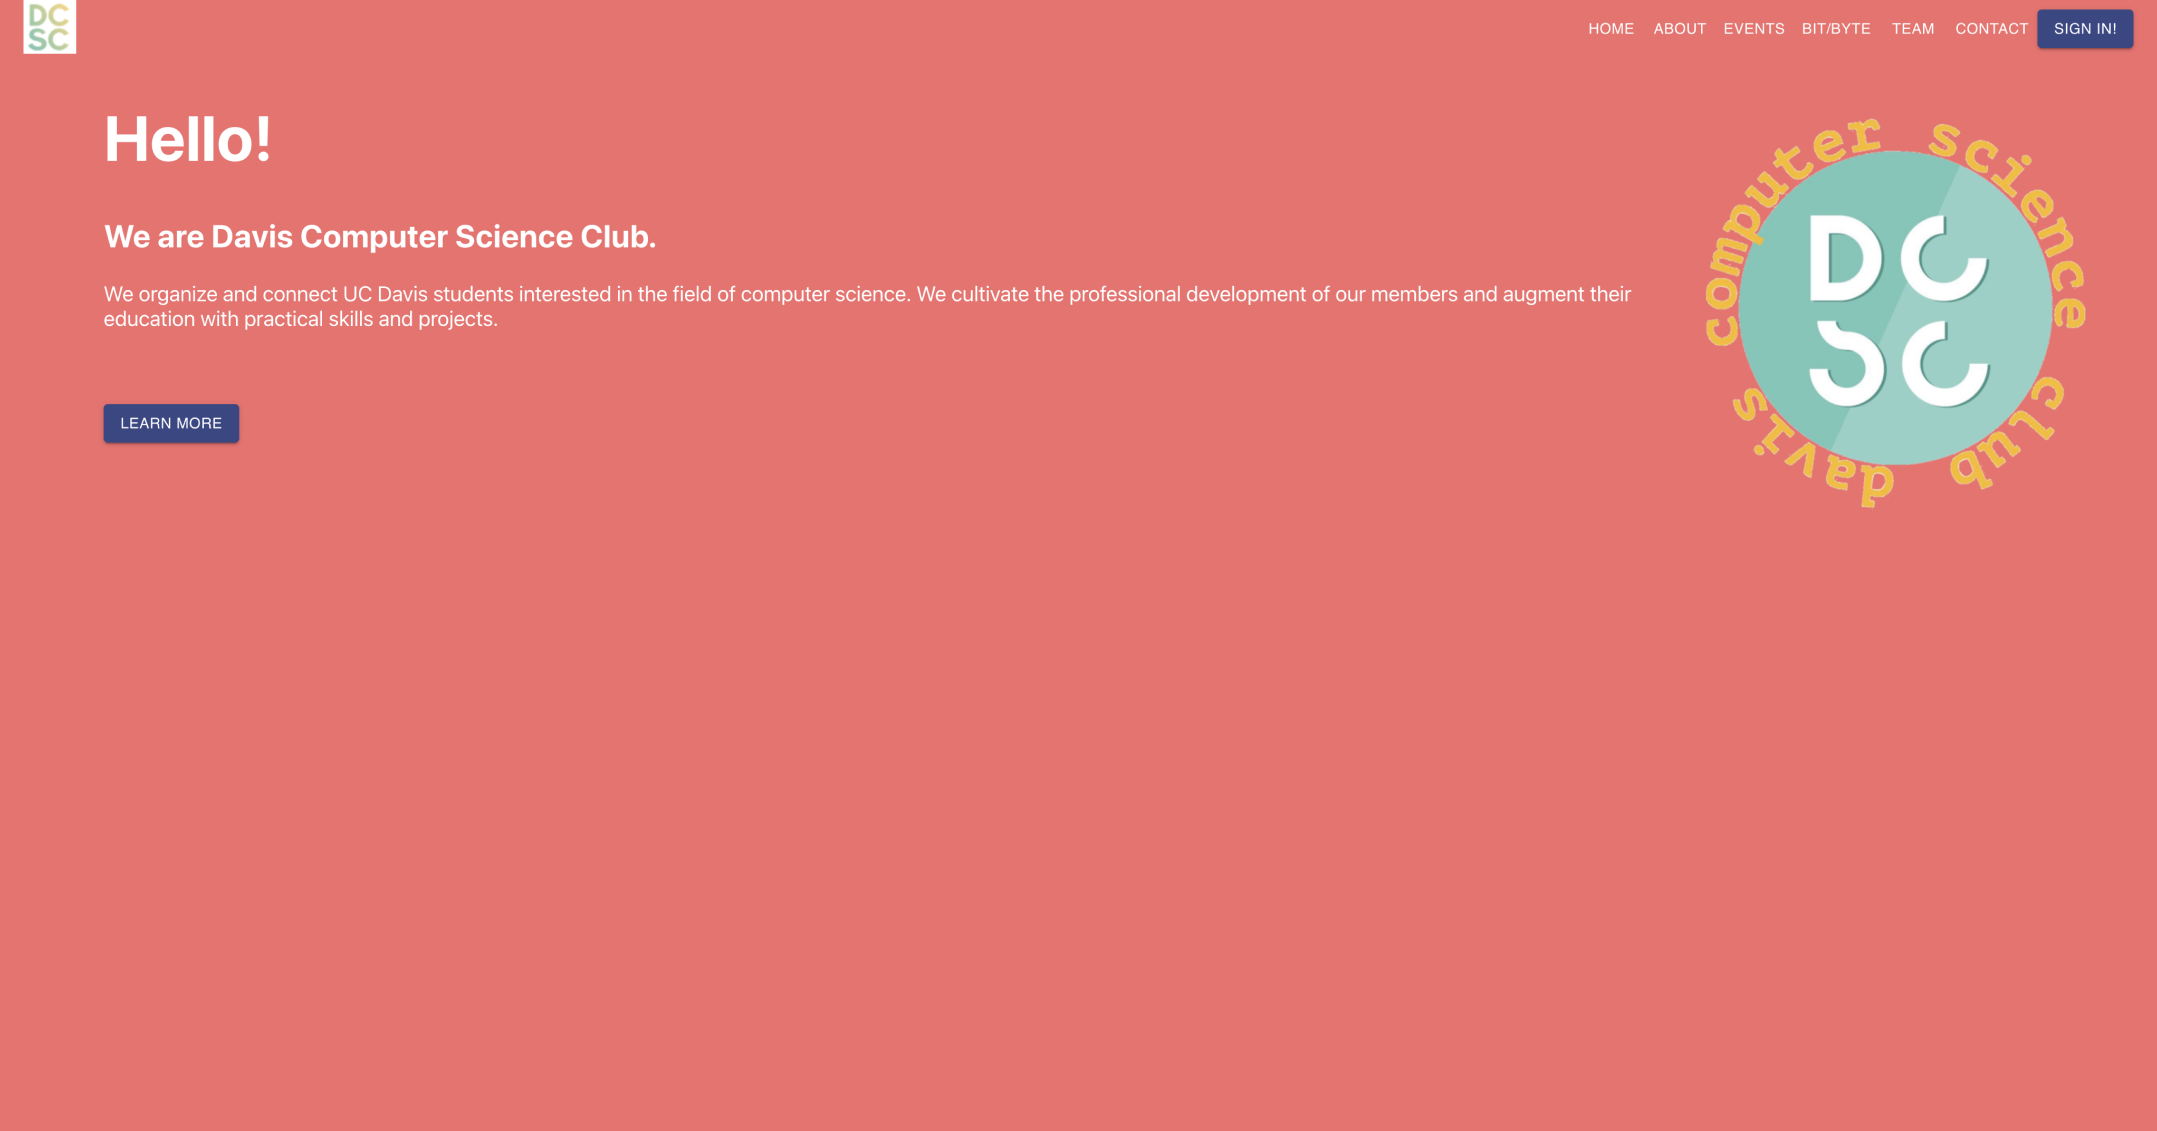 DC
SC
HOME ABOUT EVENTS BIT/BYTE TEAM CONTACT SIGN IN!
Hello!
We are Davis Computer Science Club.
We organize and connect UC Davis students interested in the field of computer science. We cultivate the professional development of our members and augment their
education with practical skills and projects.
LEARN MORE
computer science club davis
DC
SC